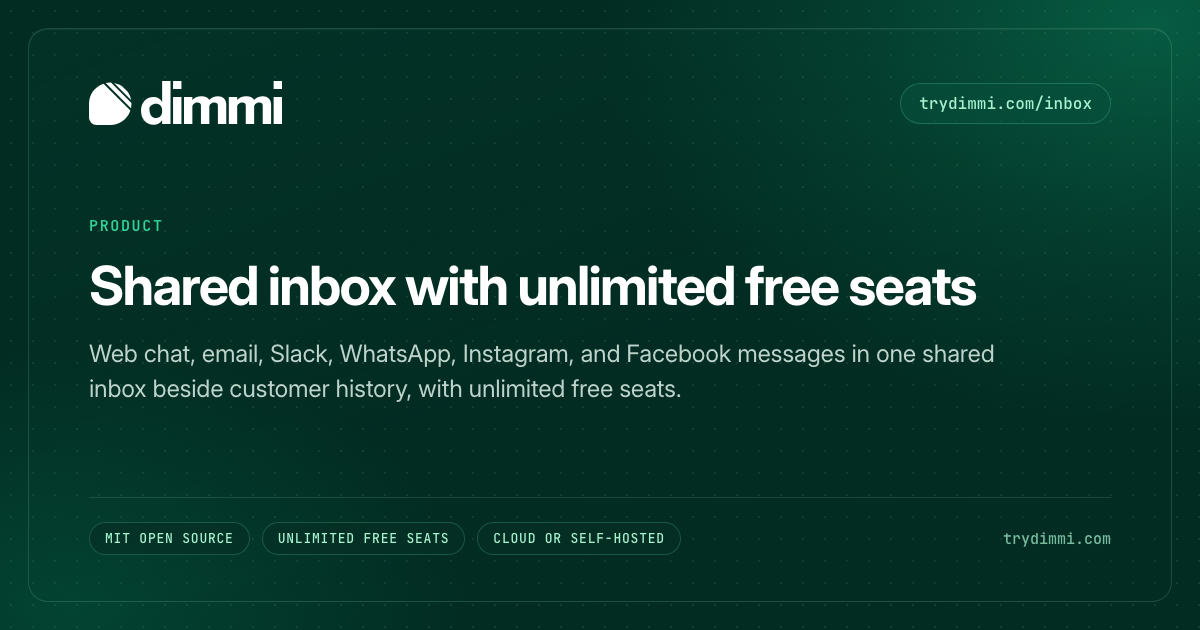 dimmi
trydimmi.com/inbox
PRODUCT
Shared inbox with unlimited free seats
Web chat, email, Slack, WhatsApp, Instagram, and Facebook messages in one shared
inbox beside customer history, with unlimited free seats.
MIT OPEN SOURCE
UNLIMITED FREE SEATS
CLOUD OR SELF-HOSTED
trydimmi.com